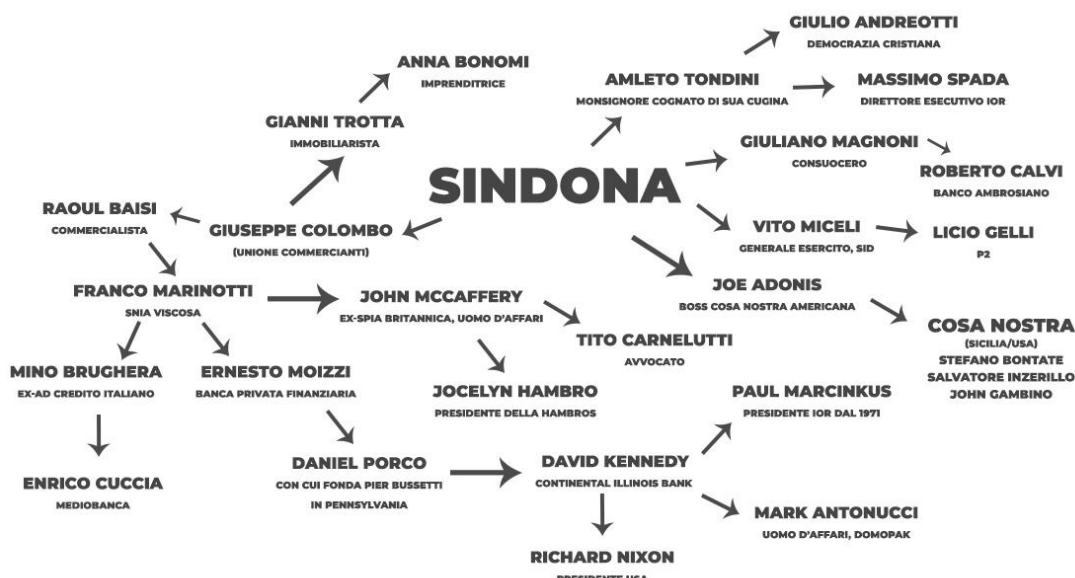 GIULIO ANDREOTTI
DEMOCRAZIA CRISTIANA
ANNA BONOMI
IMPRENDITRICE
AMLETO TONDINI
MONSIGNORE COGNATO DI SUA CUGINA
MASSIMO SPADA
DIRETTORE ESECUTIVO IOR
GIANNI TROTTA
IMMOBILIARISTA
GIULIANO MAGNONI
CONSUOCERO
ROBERTO CALVI
BANCO AMBROSIANO
SINDONA
RAOUL BAISI
COMMERCIALISTA
GIUSEPPE COLOMBO
(UNIONE COMMERCIANTI)
VITO MICELI
GENERALE ESERCITO, SID
LICIO GELLI
P2
FRANCO MARINOTTI
SNIA VISCOSA
JOHN MCCAFFERY
EX-SPIA BRITANNICA, UOMO D'AFFARI
JOE ADONIS
BOSS COSA NOSTRA AMERICANA
TITO CARNELUTTI
AVVOCATO
COSA NOSTRA
(SICILIA/USA)
STEFANO BONTATE
SALVATORE INZERILLO
JOHN GAMBINO
MINO BRUGHERA
EX-AD CREDITO ITALIANO
ERNESTO MOIZZI
BANCA PRIVATA FINANZIARIA
JOCELYN HAMBRO
PRESIDENTE DELLA HAMBROS
PAUL MARCINKUS
PRESIDENTE IOR DAL 1971
ENRICO CUCCIA
MEDIOBANCA
DANIEL PORCO
CON CUI FONDA PIER BUSSETTI
IN PENNSYLVANIA
DAVID KENNEDY
CONTINENTAL ILLINOIS BANK
MARK ANTONUCCI
UOMO D'AFFARI, DOMOPAK
RICHARD NIXON
PRESIDENTE USA